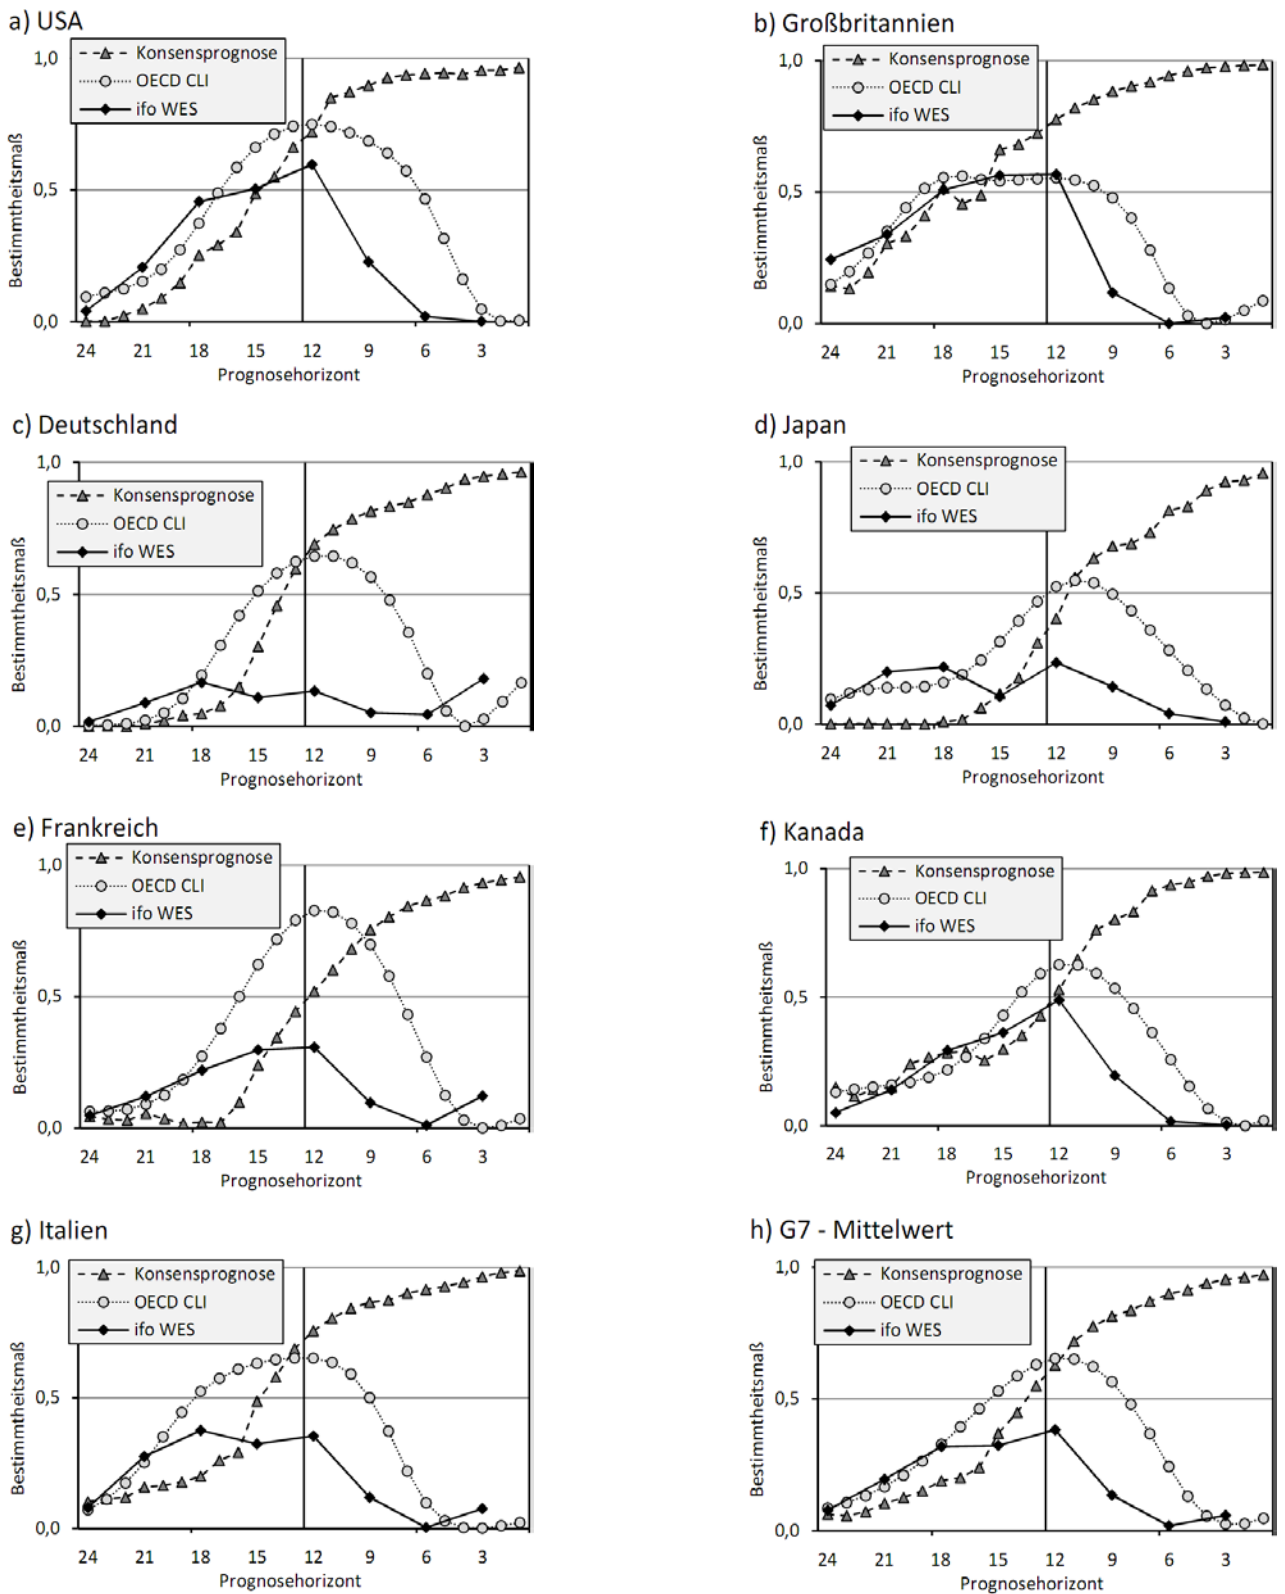 a) USA
Konsensprognose
OECD CLI
ifo WES
1,0
0,5
0,0
Bestimmtheitsmaß
24 21 18 15 12 9 6 3
Prognosehorizont
b) Großbritannien
Konsensprognose
OECD CLI
ifo WES
1,0
0,5
0,0
Bestimmtheitsmaß
24 21 18 15 12 9 6 3
Prognosehorizont
c) Deutschland
Konsensprognose
OECD CLI
ifo WES
1,0
0,5
0,0
Bestimmtheitsmaß
24 21 18 15 12 9 6 3
Prognosehorizont
d) Japan
Konsensprognose
OECD CLI
ifo WES
1,0
0,5
0,0
Bestimmtheitsmaß
24 21 18 15 12 9 6 3
Prognosehorizont
e) Frankreich
Konsensprognose
OECD CLI
ifo WES
1,0
0,5
0,0
Bestimmtheitsmaß
24 21 18 15 12 9 6 3
Prognosehorizont
f) Kanada
Konsensprognose
OECD CLI
ifo WES
1,0
0,5
0,0
Bestimmtheitsmaß
24 21 18 15 12 9 6 3
Prognosehorizont
g) Italien
Konsensprognose
OECD CLI
ifo WES
1,0
0,5
0,0
Bestimmtheitsmaß
24 21 18 15 12 9 6 3
Prognosehorizont
h) G7 - Mittelwert
Konsensprognose
OECD CLI
ifo WES
1,0
0,5
0,0
Bestimmtheitsmaß
24 21 18 15 12 9 6 3
Prognosehorizont